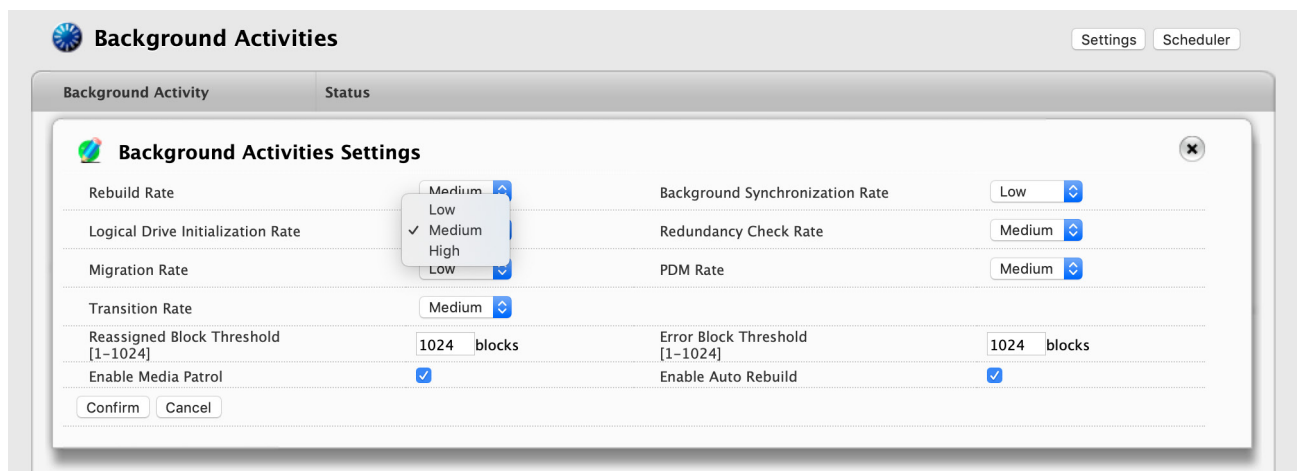 Background Activities
Settings Scheduler
Background Activity Status
Background Activities Settings
Rebuild Rate Medium Background Synchronization Rate Low
Low
Logical Drive Initialization Rate ✓ Medium Redundancy Check Rate Medium
High
Migration Rate Low PDM Rate Medium
Transition Rate Medium
Reassigned Block Threshold
[1-1024] 1024 blocks
Error Block Threshold
[1-1024] 1024 blocks
Enable Media Patrol Enable Auto Rebuild
Confirm Cancel